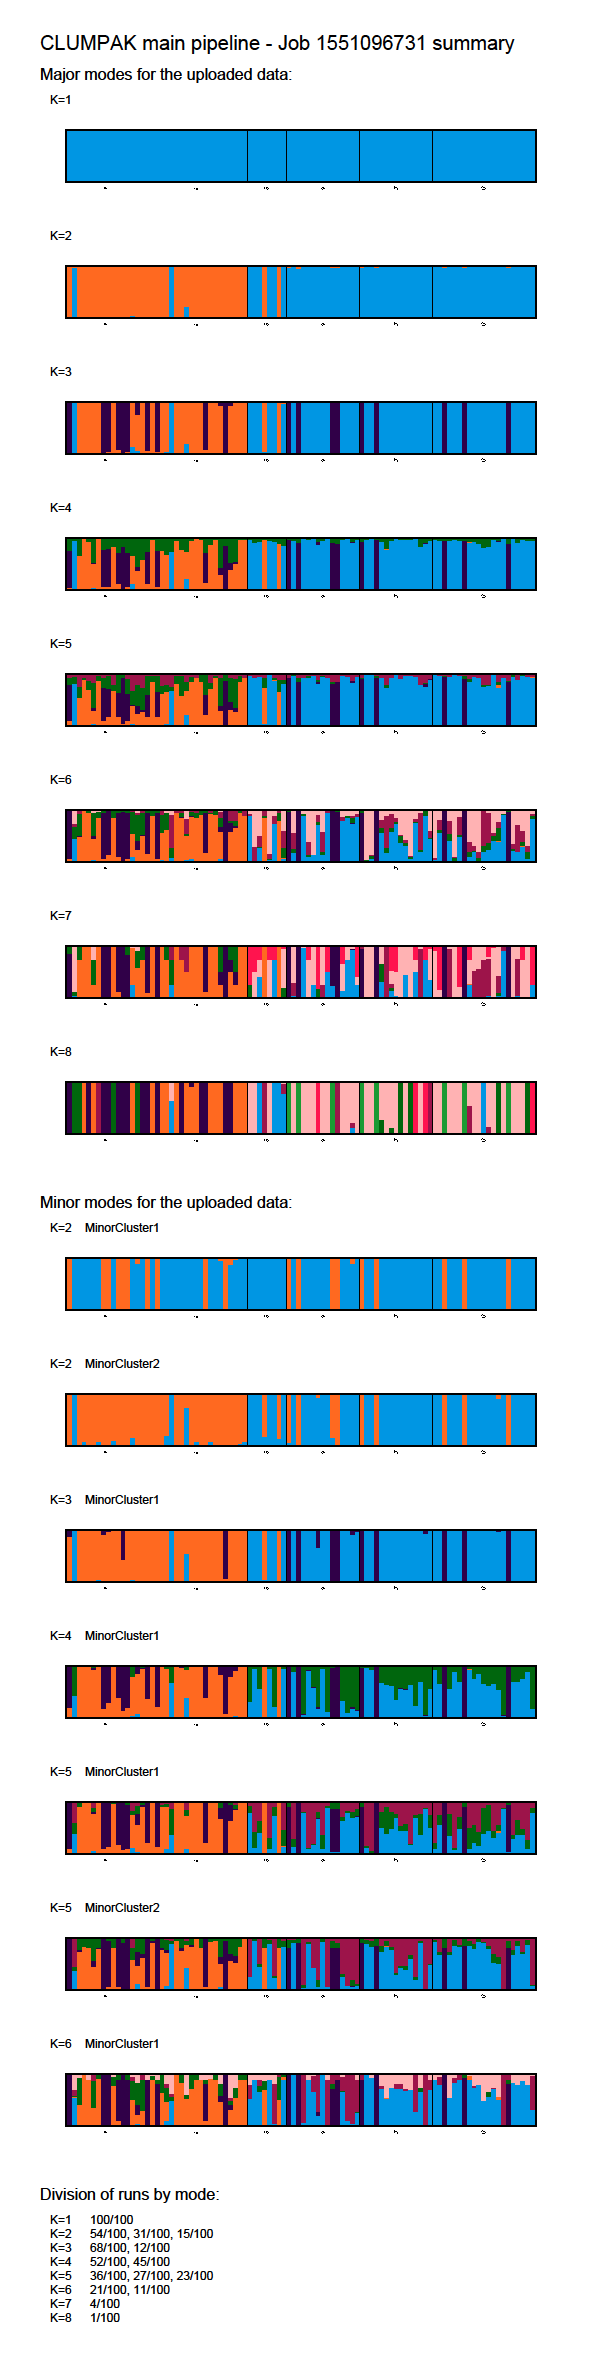 CLUMPAK main pipeline - Job 1551096731 summary
Major modes for the uploaded data:
K=1
K=2
K=3
K=4
K=5
K=6
K=7
K=8
Minor modes for the uploaded data:
K=2 MinorCluster1
K=2 MinorCluster2
K=3 MinorCluster1
K=4 MinorCluster1
K=5 MinorCluster1
K=5 MinorCluster2
K=6 MinorCluster1
Division of runs by mode:
K=1 100/100
K=2 54/100, 31/100, 15/100
K=3 68/100, 12/100
K=4 52/100, 45/100
K=5 36/100, 27/100, 23/100
K=6 21/100, 11/100
K=7 4/100
K=8 1/100